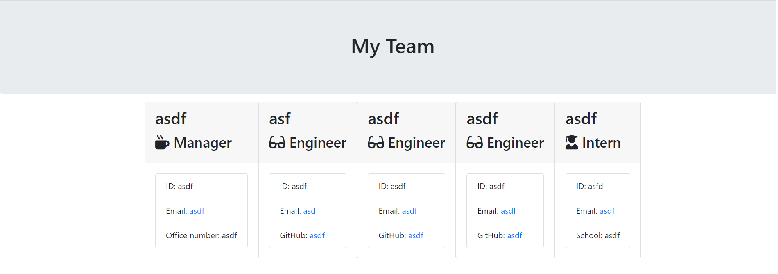 My Team
asdf
Manager
ID: asdf
Email: asdf
Office number: asdf
asf
Engineer
ID: asdf
Email: asd
GitHub: asdf
asdf
Engineer
ID: asdf
Email: asdf
GitHub: asdf
asdf
Engineer
ID: asdf
Email: asdf
GitHub: asdf
asdf
Intern
ID: asfd
Email: asdf
School: asdf